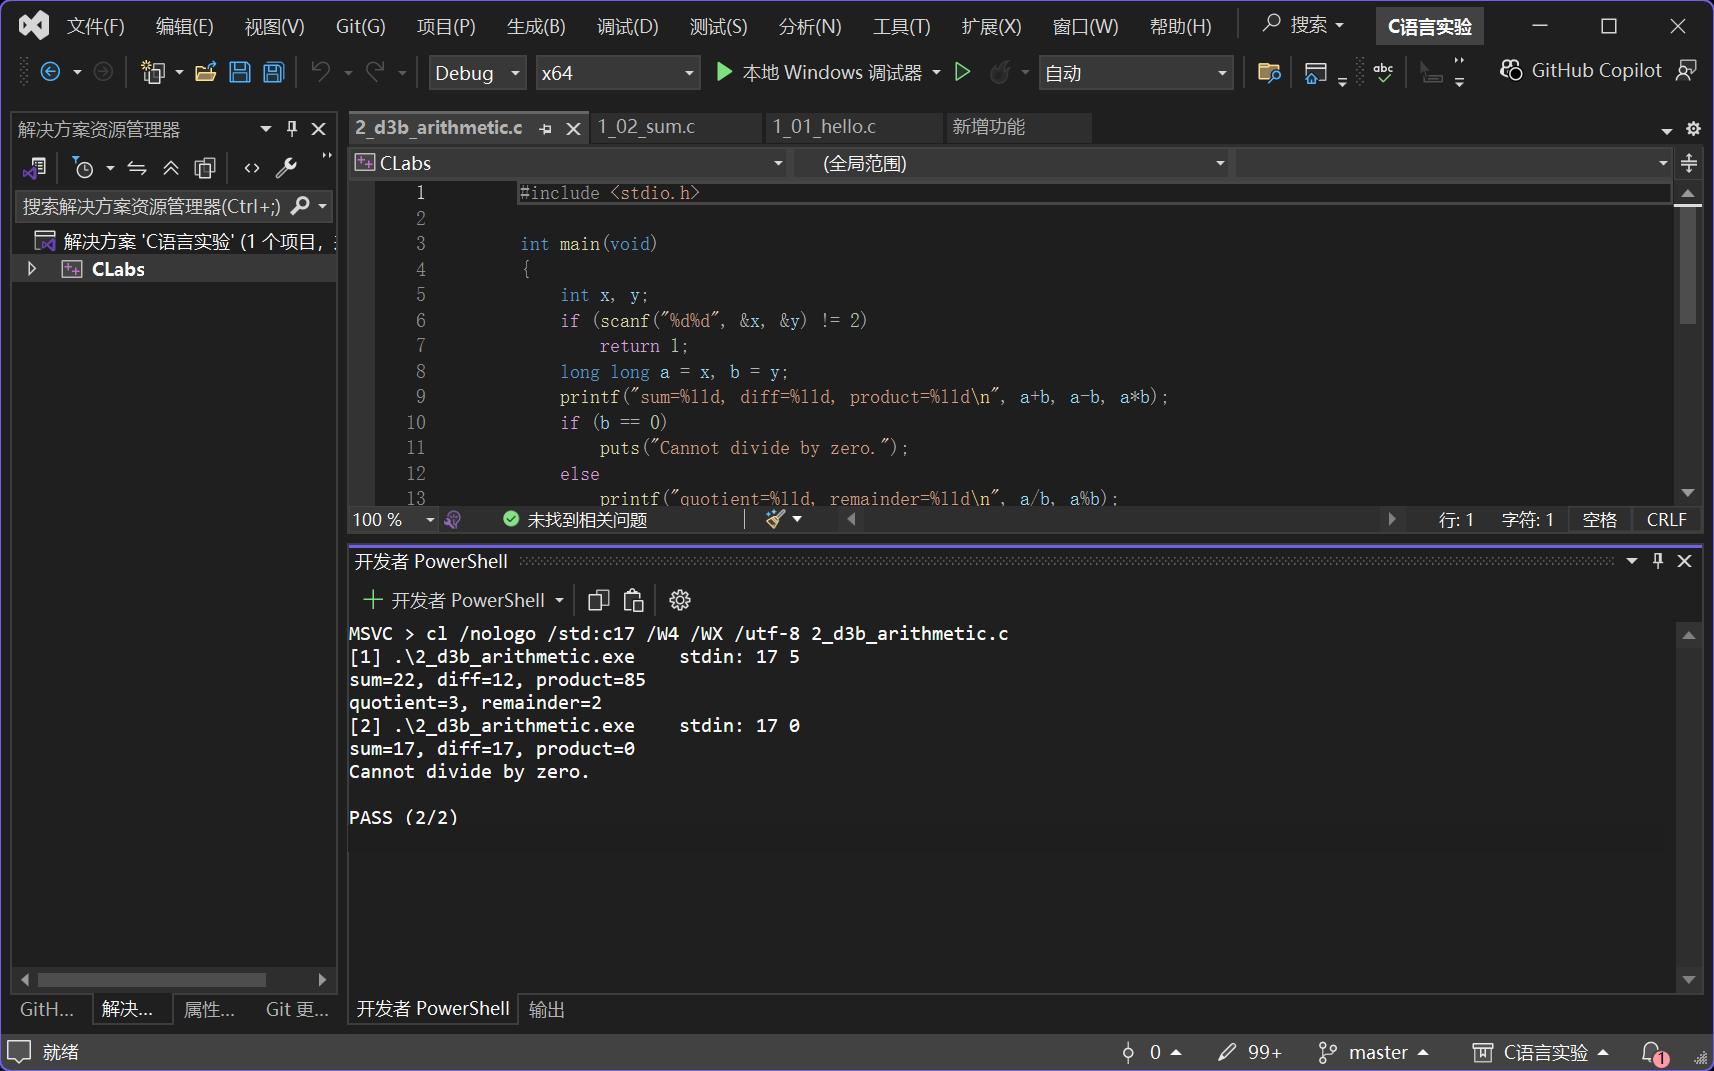 文件(F) 编辑(E) 视图(V) Git(G) 项目(P) 生成(B) 调试(D) 测试(S) 分析(N) 工具(T) 扩展(X) 窗口(W) 帮助(H) 搜索 C语言实验
Debug x64 本地 Windows 调试器 自动 abc GitHub Copilot
解决方案资源管理器
搜索解决方案资源管理器(Ctrl+;)
解决方案 'C语言实验' (1 个项目,
CLabs
2_d3b_arithmetic.c 1_02_sum.c 1_01_hello.c 新增功能
CLabs (全局范围)
1 #include <stdio.h>
2
3 int main(void)
4 {
5 int x, y;
6 if (scanf("%d%d", &x, &y) != 2)
7 return 1;
8 long long a = x, b = y;
9 printf("sum=%lld, diff=%lld, product=%lld\n", a+b, a-b, a*b);
10 if (b == 0)
11 puts("Cannot divide by zero.");
12 else
13 printf("quotient=%lld, remainder=%lld\n", a/b, a%b);
100 % 未找到相关问题 行: 1 字符: 1 空格 CRLF
开发者 PowerShell
开发者 PowerShell
MSVC > cl /nologo /std:c17 /W4 /WX /utf-8 2_d3b_arithmetic.c
[1] .\2_d3b_arithmetic.exe stdin: 17 5
sum=22, diff=12, product=85
quotient=3, remainder=2
[2] .\2_d3b_arithmetic.exe stdin: 17 0
sum=17, diff=17, product=0
Cannot divide by zero.
PASS (2/2)
GitH... 解决... 属性... Git 更... 开发者 PowerShell 输出
就绪 0 99+ master C语言实验 1